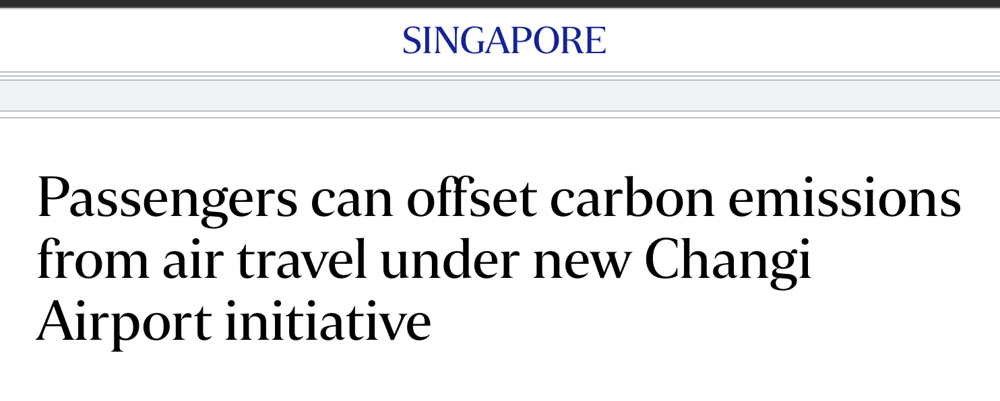 SINGAPORE
Passengers can offset carbon emissions
from air travel under new Changi
Airport initiative